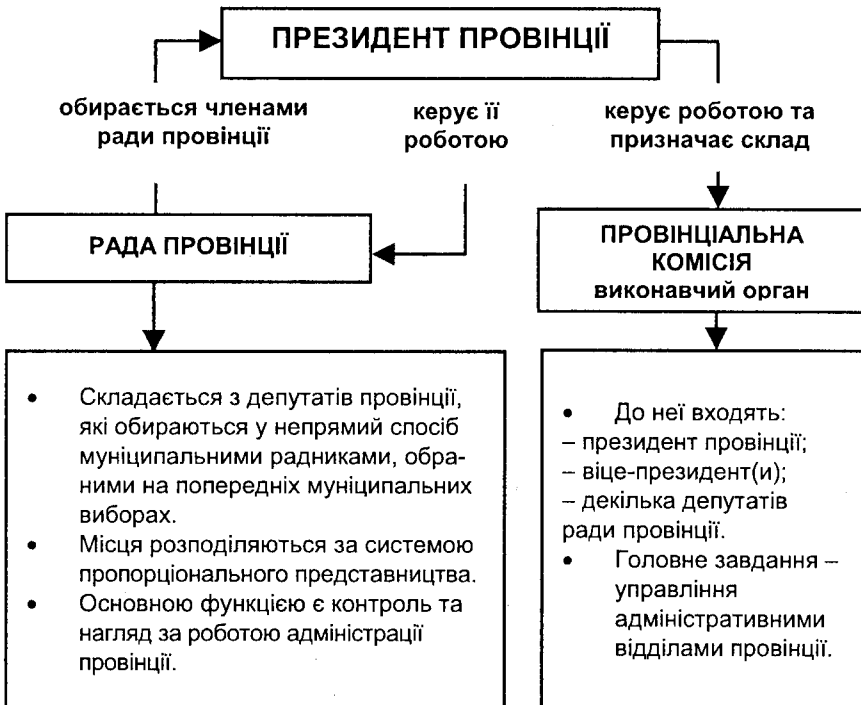 ПРЕЗИДЕНТ ПРОВІНЦІЇ
обирається членами
ради провінції
керує її
роботою
керує роботою та
призначає склад
РАДА ПРОВІНЦІЇ
ПРОВІНЦІАЛЬНА
КОМІСІЯ
виконавчий орган
• Складається з депутатів провінції,
які обираються у непрямий спосіб
муніципальними радниками, обра-
ними на попередніх муніципальних
виборах.
• Місця розподіляються за системою
пропорціонального представництва.
• Основною функцією є контроль та
нагляд за роботою адміністрації
провінції.
• До неї входять:
– президент провінції;
– віце-президент(и);
– декілька депутатів
ради провінції.
• Головне завдання –
управління
адміністративними
відділами провінції.